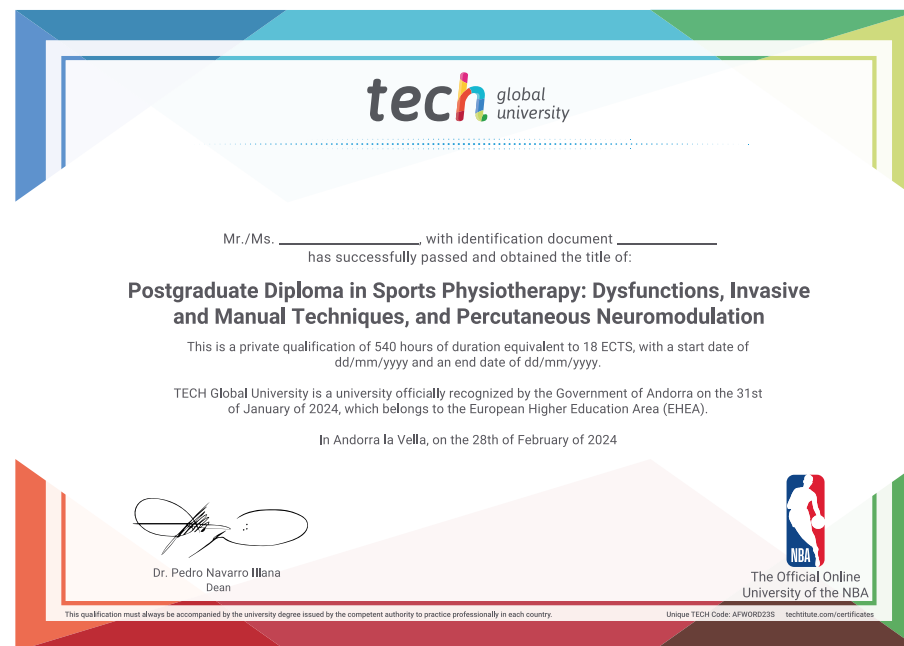 tech global university
Mr./Ms. ____________, with identification document ____________
has successfully passed and obtained the title of:
Postgraduate Diploma in Sports Physiotherapy: Dysfunctions, Invasive
and Manual Techniques, and Percutaneous Neuromodulation
This is a private qualification of 540 hours of duration equivalent to 18 ECTS, with a start date of
dd/mm/yyyy and an end date of dd/mm/yyyy.
TECH Global University is a university officially recognized by the Government of Andorra on the 31st
of January of 2024, which belongs to the European Higher Education Area (EHEA).
In Andorra la Vella, on the 28th of February of 2024
Dr. Pedro Navarro Illana
Dean
NBA
The Official Online
University of the NBA
This qualification must always be accompanied by the university degree issued by the competent authority to practice professionally in each country.
Unique TECH Code: AFWORD23S techtitute.com/certificates